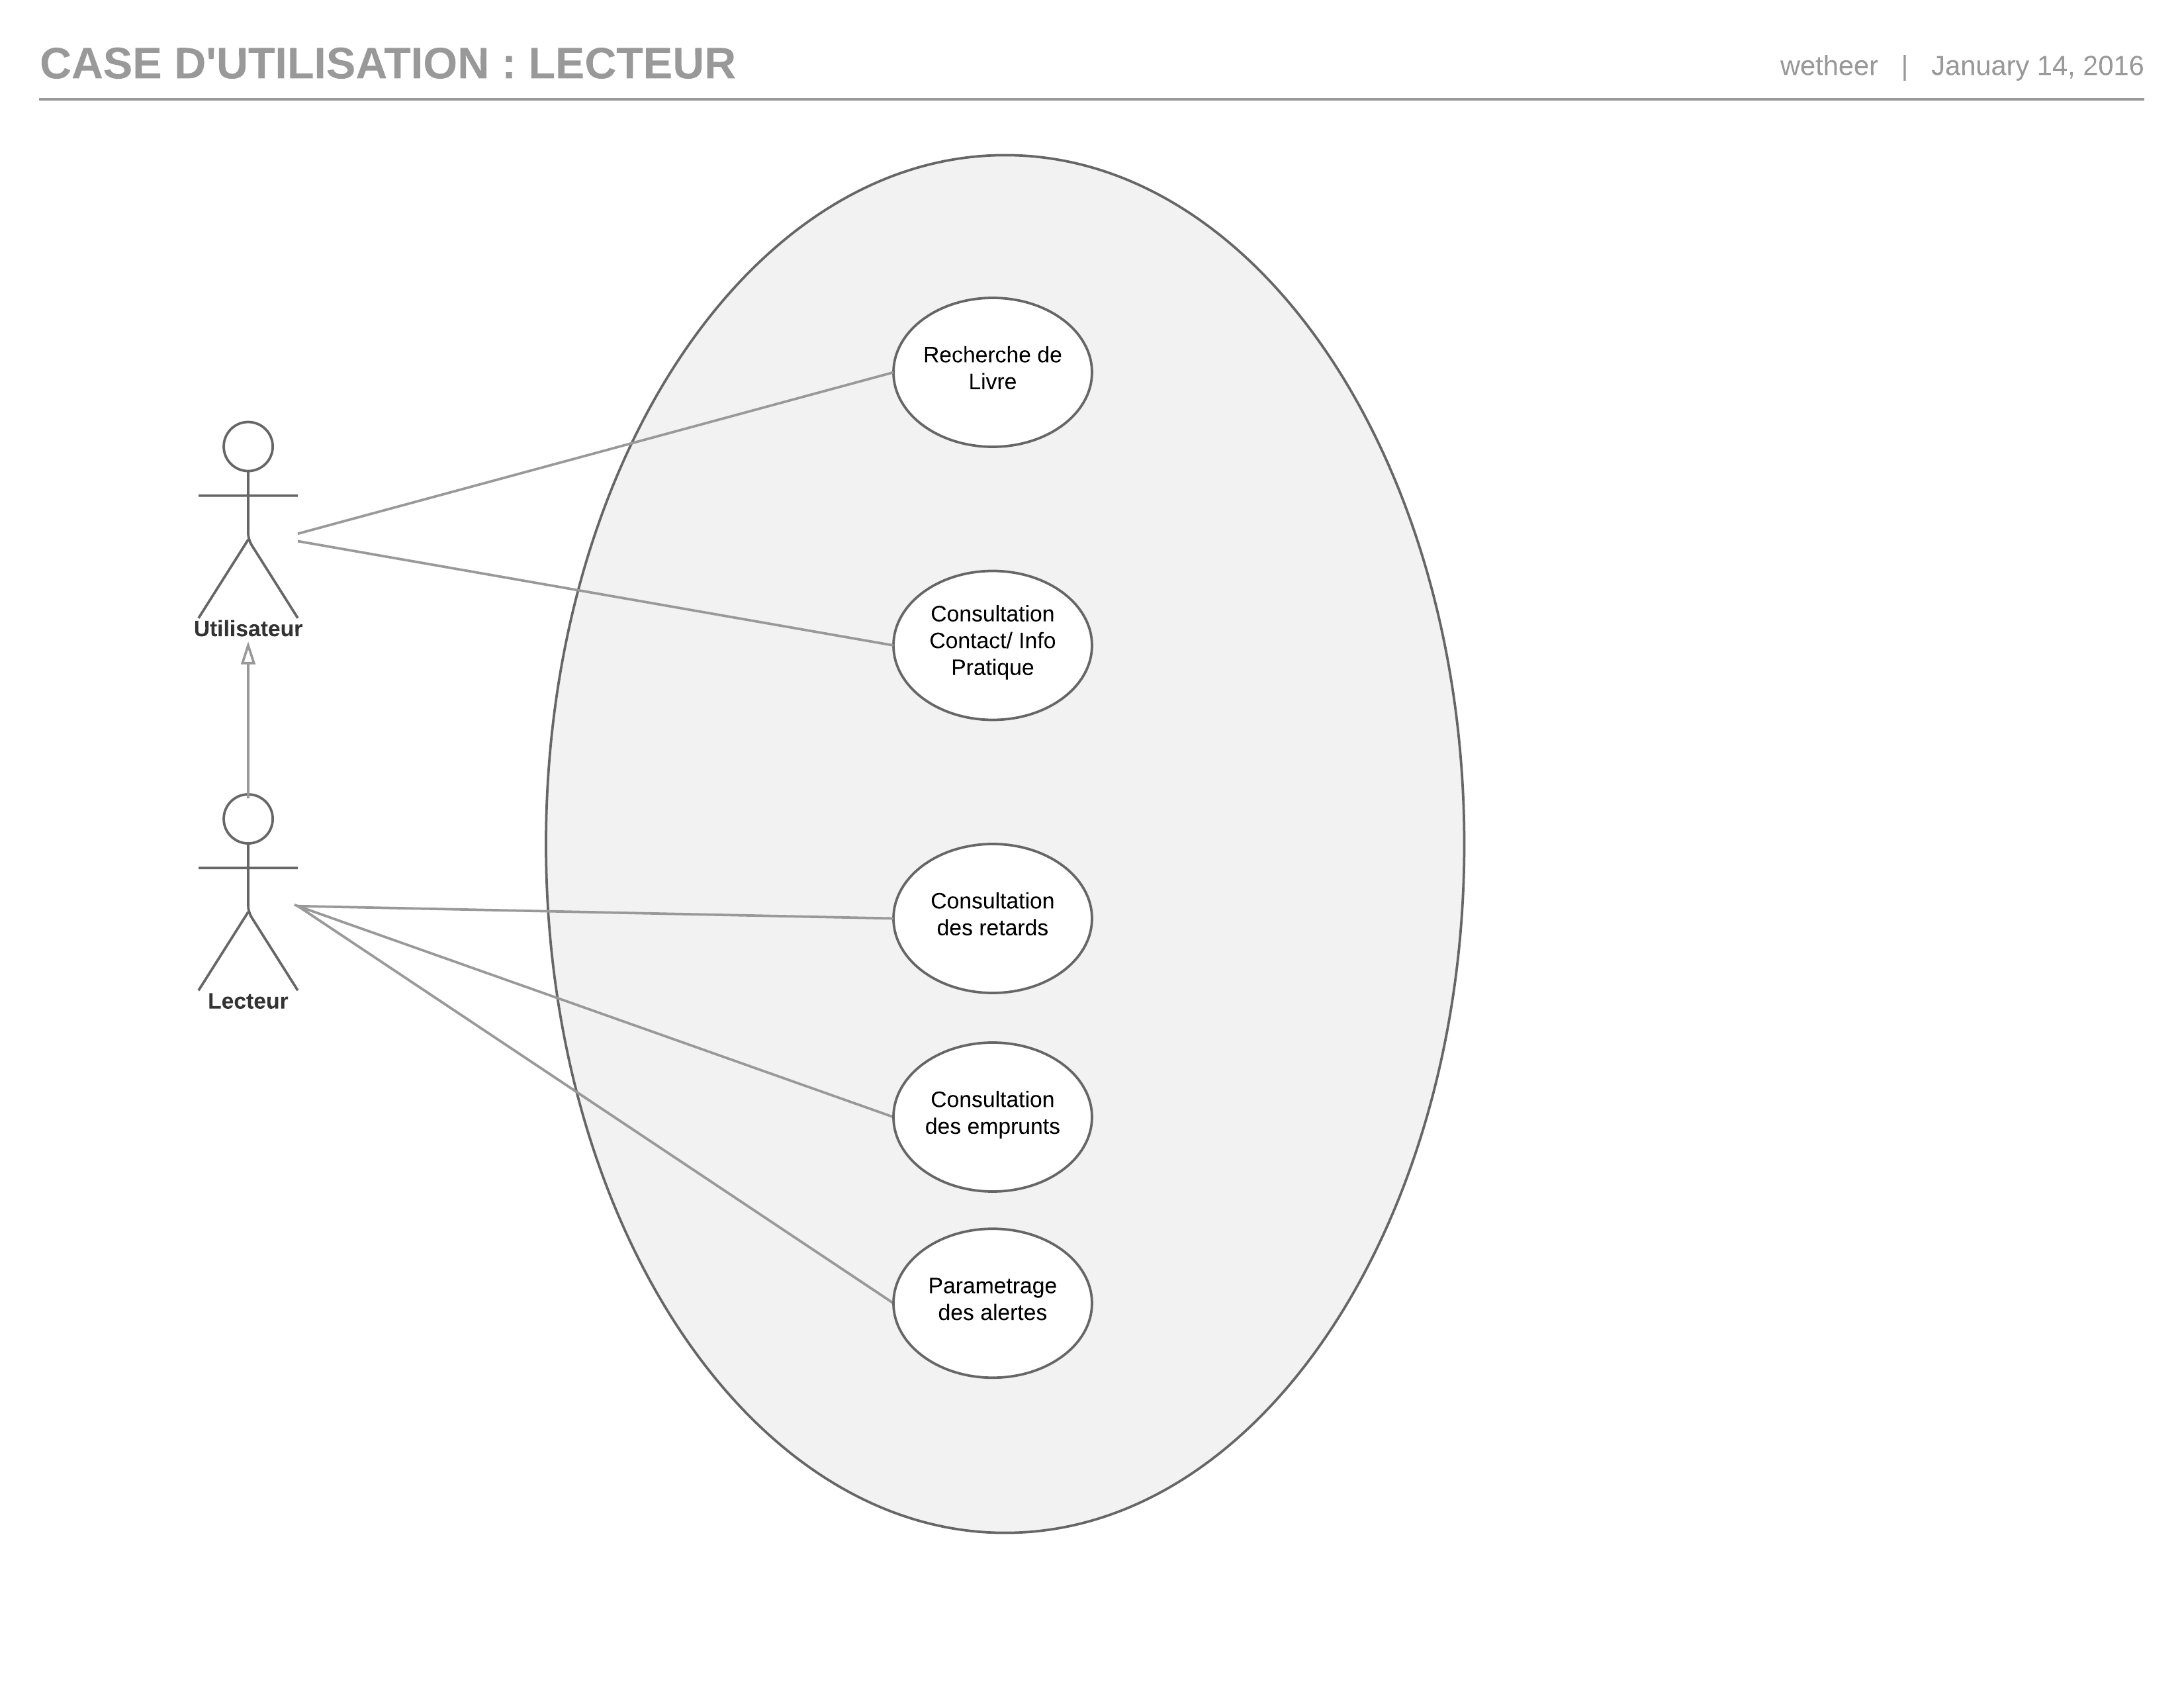 CASE D'UTILISATION : LECTEUR
wetheer | January 14, 2016
Recherche de
Livre
Utilisateur
Consultation
Contact/ Info
Pratique
Lecteur
Consultation
des retards
Consultation
des emprunts
Parametrage
des alertes